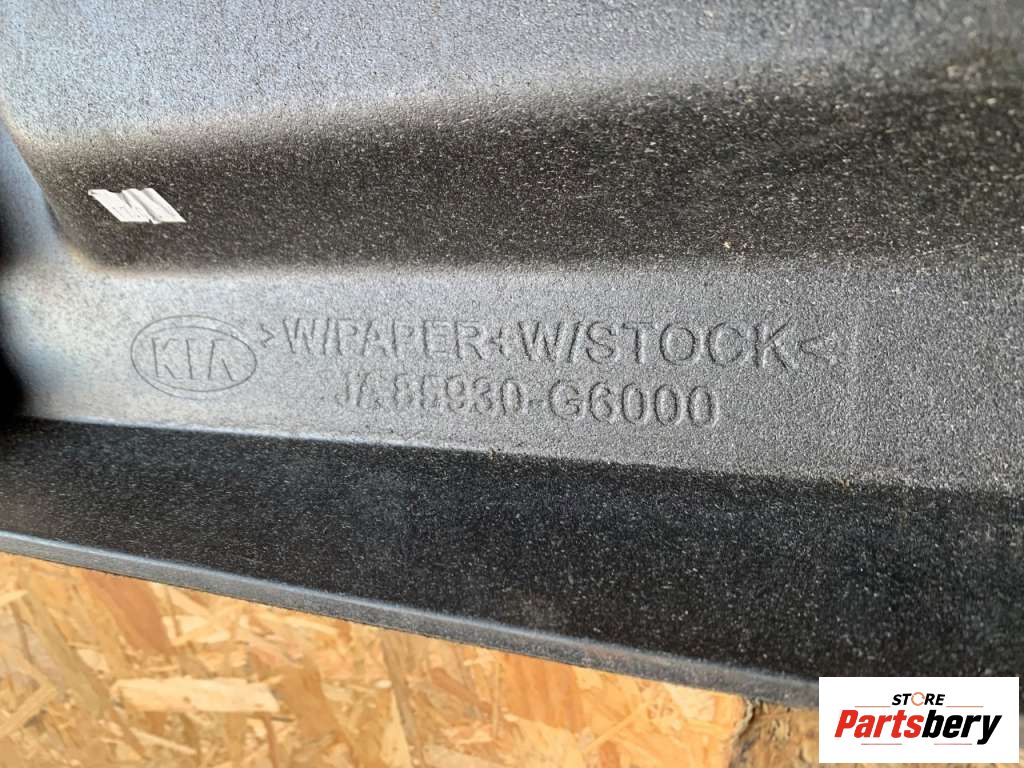 KIA
>W/PAPER+W/STOCK<
JA 85930-G6000
STORE
Partsbery